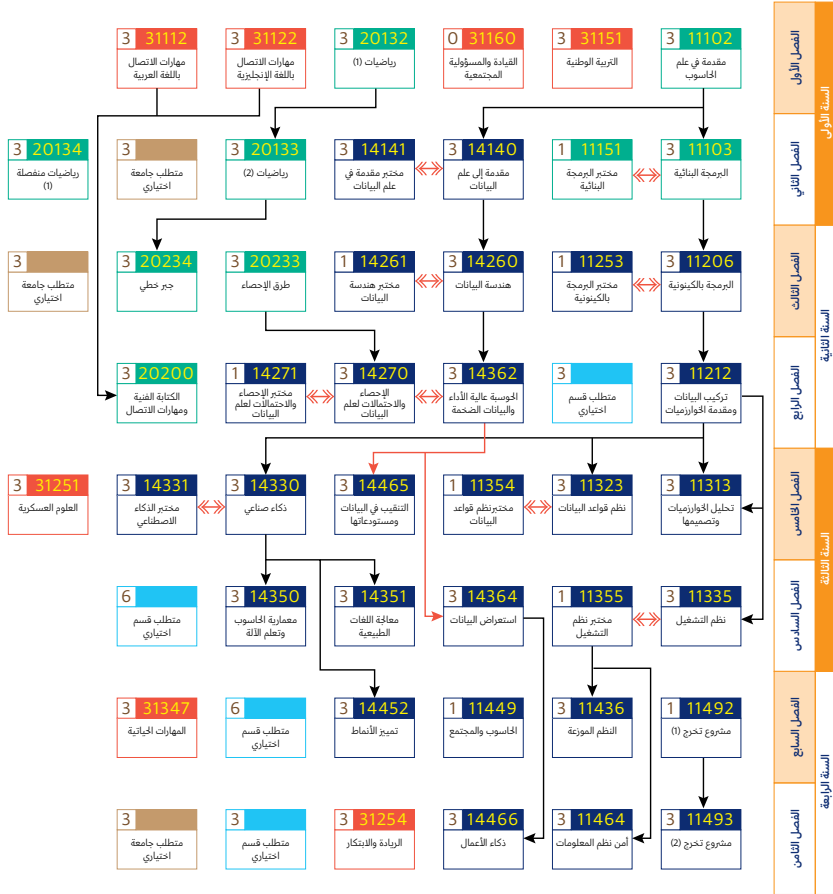 السنة الأولى
الفصل الأول
11102 3
مقدمة في علم
الحاسوب
31151 3
التربية الوطنية
31160 0
القيادة والمسؤولية
المجتمعية
20132 3
رياضيات (1)
31122 3
مهارات الاتصال
باللغة الإنجليزية
31112 3
مهارات الاتصال
باللغة العربية
الفصل الثاني
11103 3
البرمجة البنائية
11151 1
مختبر البرمجة
البنائية
14140 3
مقدمة إلى علم
البيانات
14141 3
مختبر مقدمة في
علم البيانات
20133 3
رياضيات (2)
3
متطلب جامعة
اختياري
20134 3
رياضيات منفصلة
(1)
السنة الثانية
الفصل الثالث
11206 3
البرمجة بالكينونية
11253 1
مختبر البرمجة
بالكينونية
14260 3
هندسة البيانات
14261 1
مختبر هندسة
البيانات
20233 3
طرق الإحصاء
20234 3
جبر خطي
3
متطلب جامعة
اختياري
الفصل الرابع
11212 3
تركيب البيانات
ومقدمة الخوارزميات
3
متطلب قسم
اختياري
14362 3
الحوسبة عالية الأداء
والبيانات الضخمة
14270 3
الإحصاء
والاحتمالات لعلم
البيانات
14271 1
مختبر الإحصاء
والاحتمالات لعلم
البيانات
20200 3
الكتابة الفنية
ومهارات الاتصال
السنة الثالثة
الفصل الخامس
11313 3
تحليل الخوارزميات
وتصميمها
11323 3
نظم قواعد البيانات
11354 1
مختبرنظم قواعد
البيانات
14465 3
التنقيب في البيانات
ومستودعاتها
14330 3
ذكاء صناعي
14331 3
مختبر الذكاء
الاصطناعي
31251 3
العلوم العسكرية
الفصل السادس
11335 3
نظم التشغيل
11355 1
مختبر نظم
التشغيل
14364 3
استعراض البيانات
14351 3
معالجة اللغات
الطبيعية
14350 3
معمارية الحاسوب
وتعلم الآلة
6
متطلب قسم
اختياري
السنة الرابعة
الفصل السابع
11492 1
مشروع تخرج (1)
11436 3
النظم الموزعة
11449 1
الحاسوب والمجتمع
14452 3
تمييز الأنماط
6
متطلب قسم
اختياري
31347 3
المهارات الحياتية
الفصل الثامن
11493 3
مشروع تخرج (2)
11464 3
أمن نظم المعلومات
14466 3
ذكاء الأعمال
31254 3
الريادة والابتكار
3
متطلب قسم
اختياري
3
متطلب جامعة
اختياري